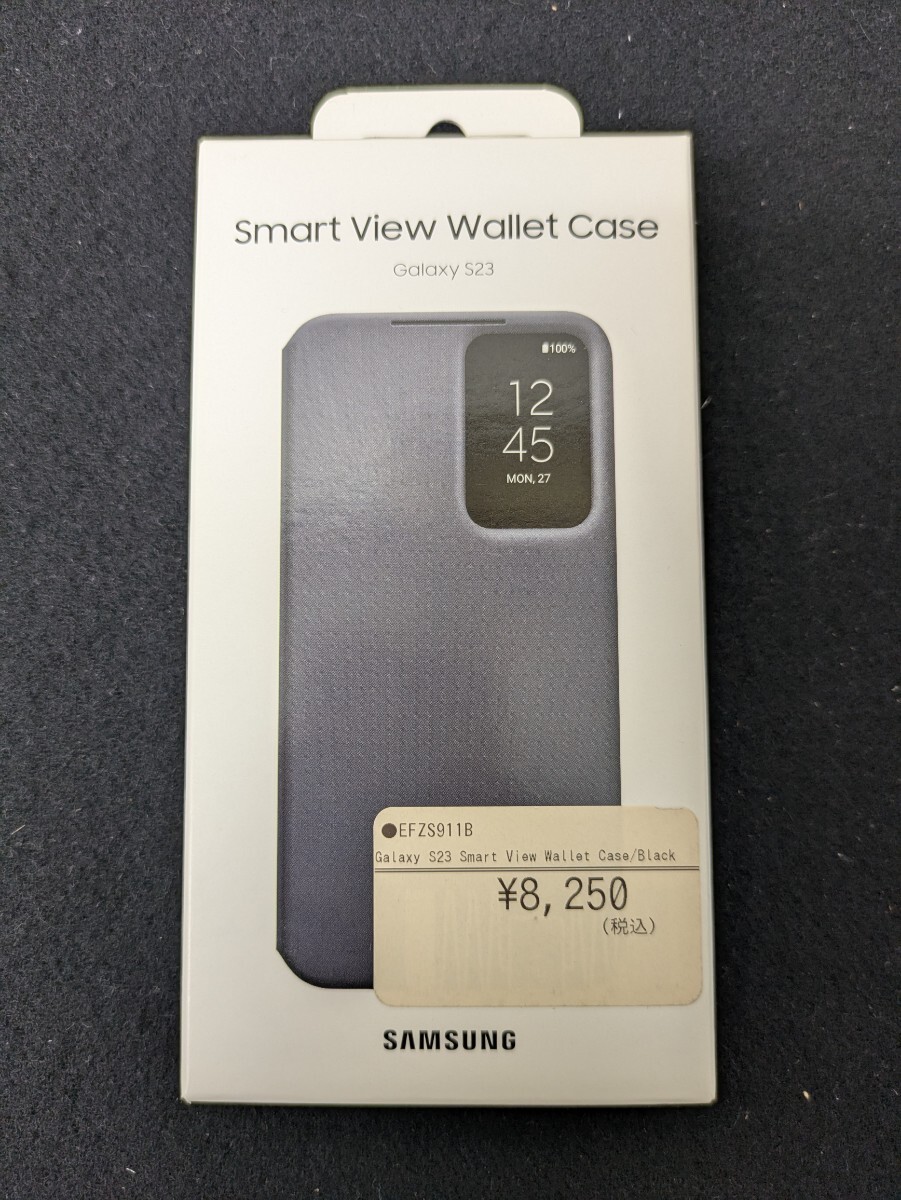 Smart View Wallet Case
Galaxy S23
100%
12
45
MON, 27
●EFZS911B
Galaxy S23 Smart View Wallet Case/Black
¥8,250
(税込)
SAMSUNG